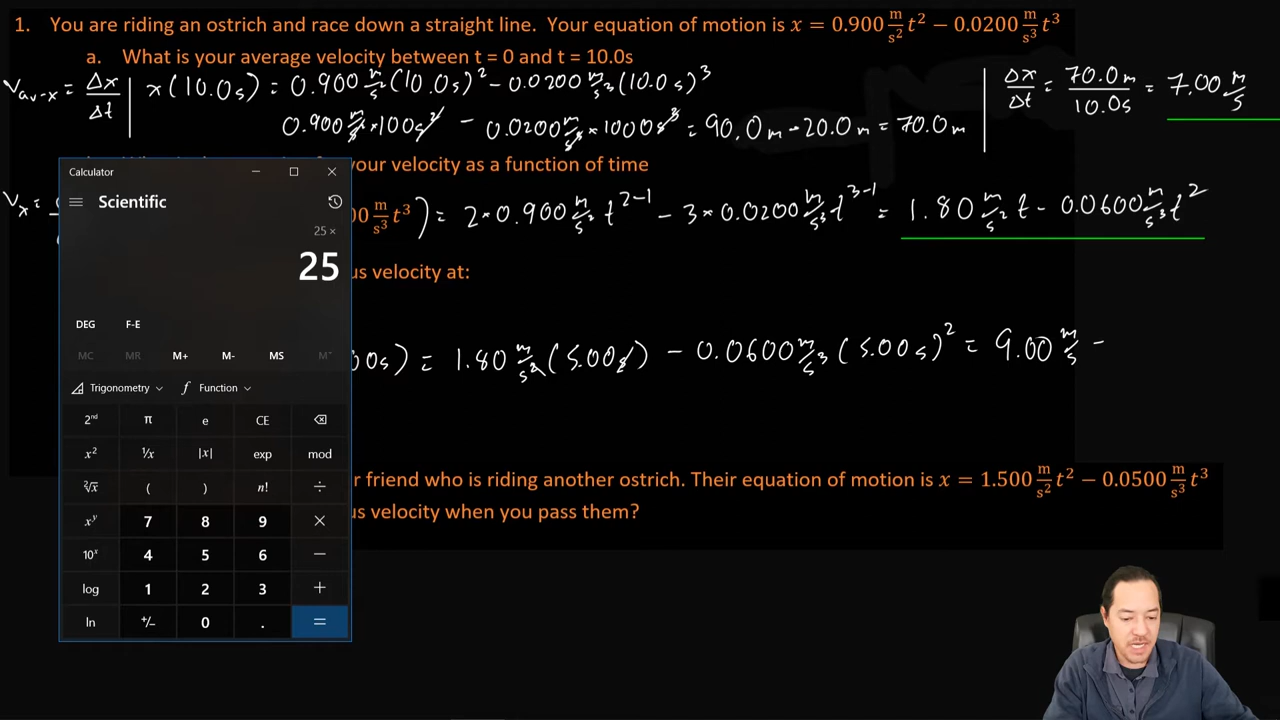 1. You are riding an ostrich and race down a straight line. Your equation of motion is x = 0.900 m/s² t² − 0.0200 m/s³ t³
a. What is your average velocity between t = 0 and t = 10.0s
Vav-x = Δx/Δt | x(10.0s) = 0.900 m/s² (10.0s)² − 0.0200 m/s³ (10.0s)³ | Δx/Δt = 70.0m/10.0s = 7.00 m/s
0.900 m/s² × 100s² − 0.0200 m/s³ × 1000s³ = 90.0m − 20.0m = 70.0m
your velocity as a function of time
Vx = m/s³ t³) = 2×0.900 m/s² t²⁻¹ − 3×0.0200 m/s³ t³⁻¹ = 1.80 m/s² t − 0.0600 m/s³ t²
us velocity at:
00s) = 1.80 m/s² (5.00s) − 0.0600 m/s³ (5.00s)² = 9.00 m/s −
r friend who is riding another ostrich. Their equation of motion is x = 1.500 m/s² t² − 0.0500 m/s³ t³
us velocity when you pass them?
Calculator
Scientific
25 ×
25
DEG F-E
MC MR M+ M- MS M˅
Trigonometry f Function
2nd π e CE
x² ¹/x |x| exp mod
²√x ( ) n! ÷
xʸ 7 8 9 ×
10ˣ 4 5 6 −
log 1 2 3 +
ln +/− 0 . =